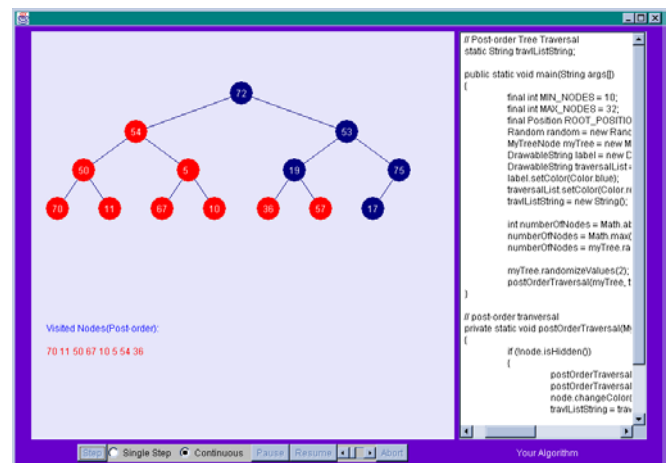 72
54
53
50
5
19
75
70
11
67
10
36
57
17
Visited Nodes(Post-order):
70 11 50 67 10 5 54 36
// Post-order Tree Traversal
static String travlListString;
public static void main(String args[])
{
final int MIN_NODES = 10;
final int MAX_NODES = 32;
final Position ROOT_POSITIO
Random random = new Ranc
MyTreeNode myTree = new M
DrawableString label = new D
DrawableString traversalList =
label.setColor(Color.blue);
traversalList.setColor(Color.re
travlListString = new String();
int numberOfNodes = Math.ab
numberOfNodes = Math.max(
numberOfNodes = myTree.ra
myTree.randomizeValues(2);
postOrderTraversal(myTree, t
}
// post-order tranversal
private static void postOrderTraversal(My
{
if (!node.isHidden())
{
postOrderTraversal
postOrderTraversal
node.changeColor(
travlListString = trav
Step Single Step Continuous Pause Resume Abort
Your Algorithm